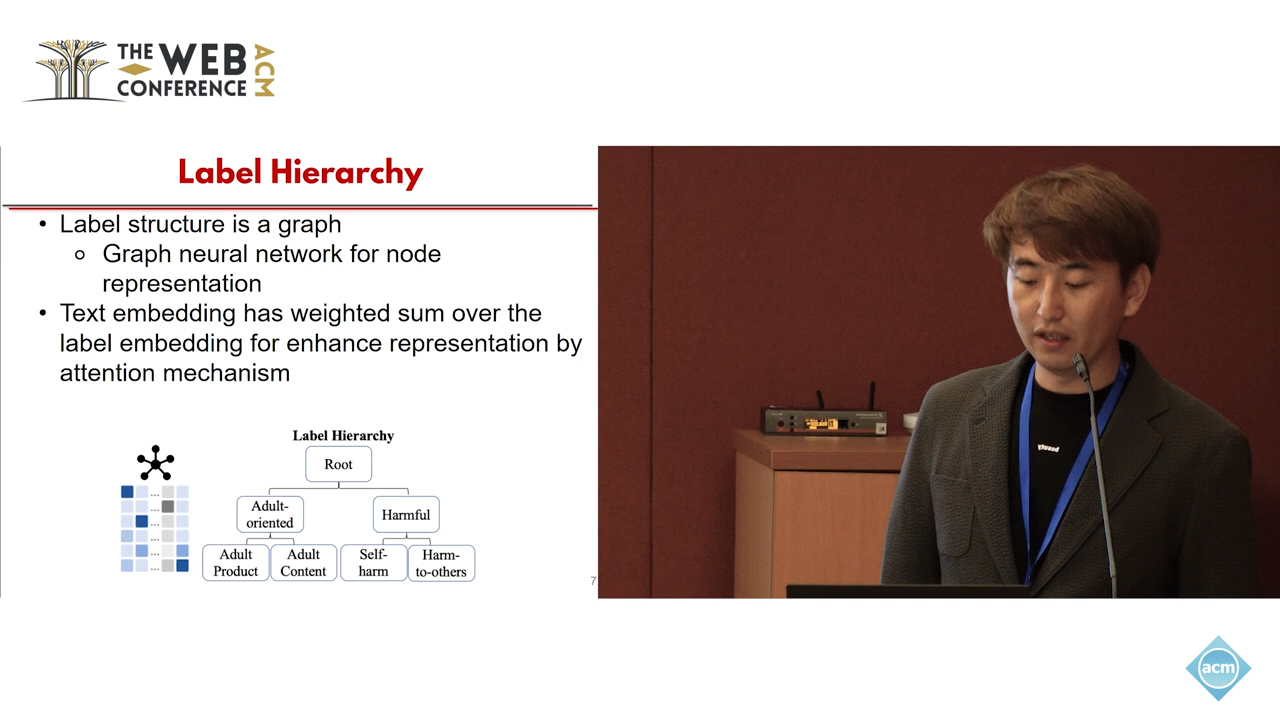 THE WEB
CONFERENCE
ACM
Label Hierarchy
• Label structure is a graph
Graph neural network for node
representation
• Text embedding has weighted sum over the
label embedding for enhance representation by
attention mechanism
Label Hierarchy
Root
Adult-
oriented
Harmful
Adult
Product
Adult
Content
Self-
harm
Harm-
to-others
7
acm